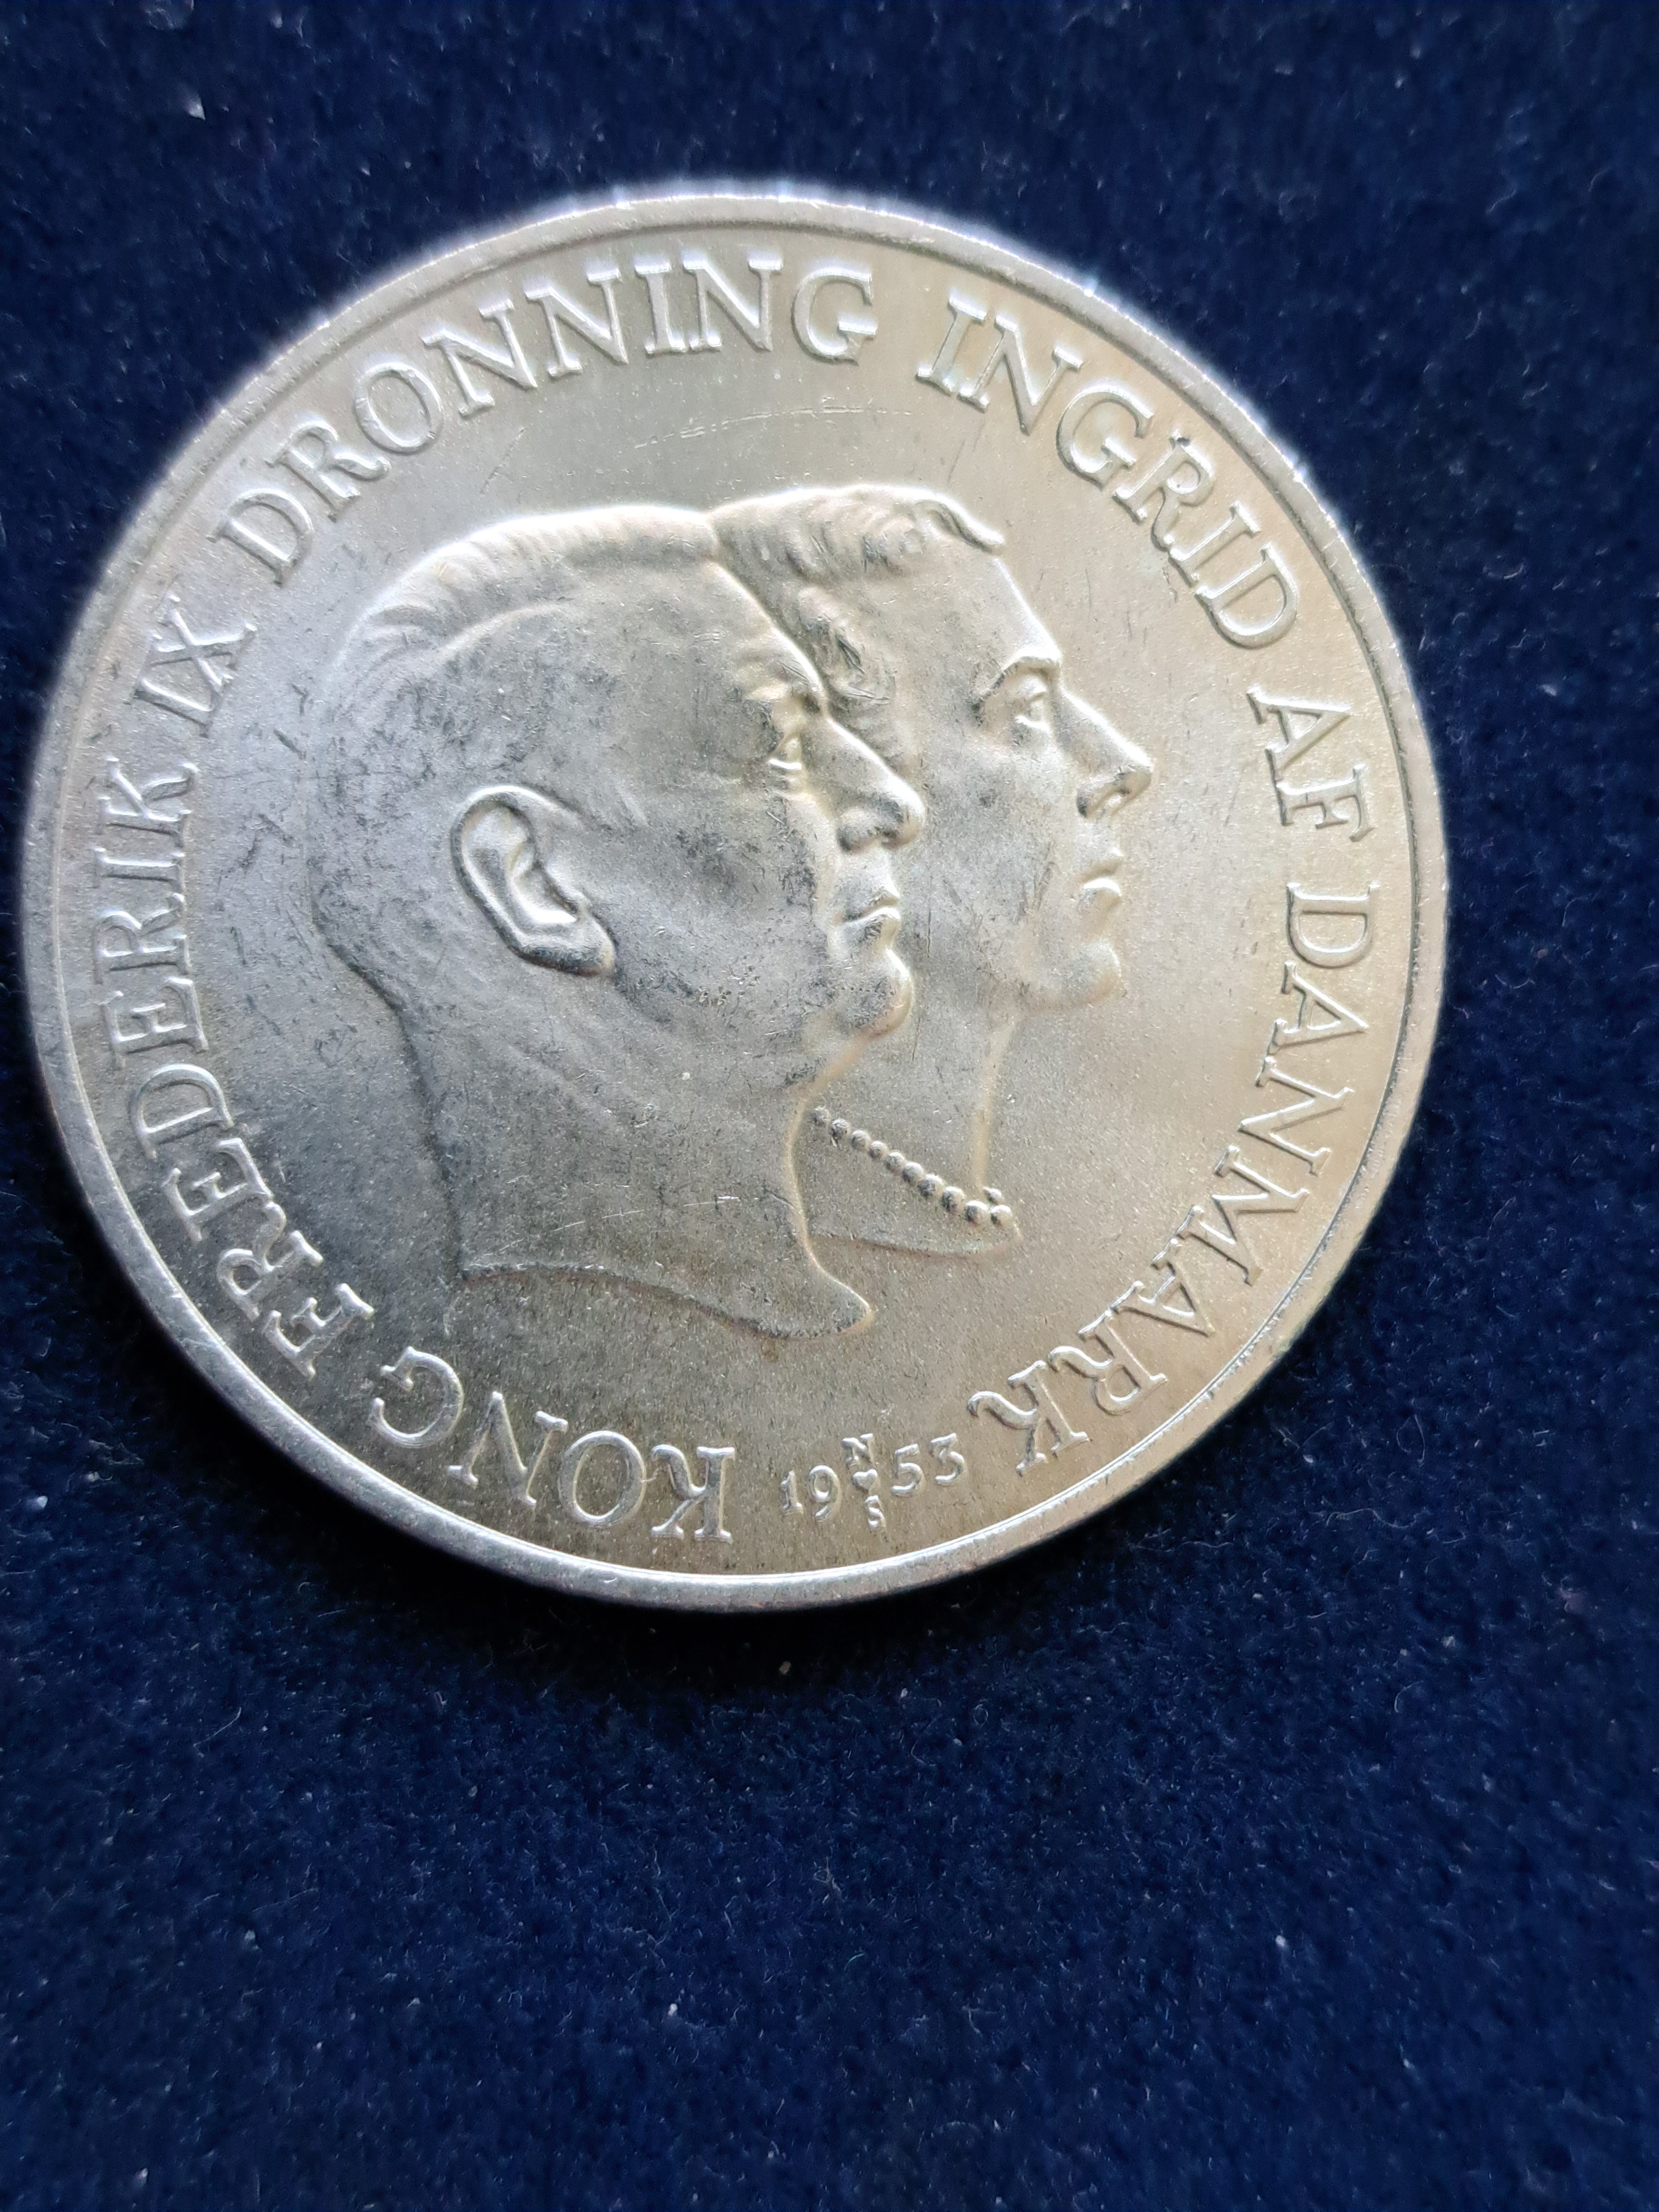 KONG FREDERIK IX DRONNING INGRID AF DANMARK
19 N♥S 53